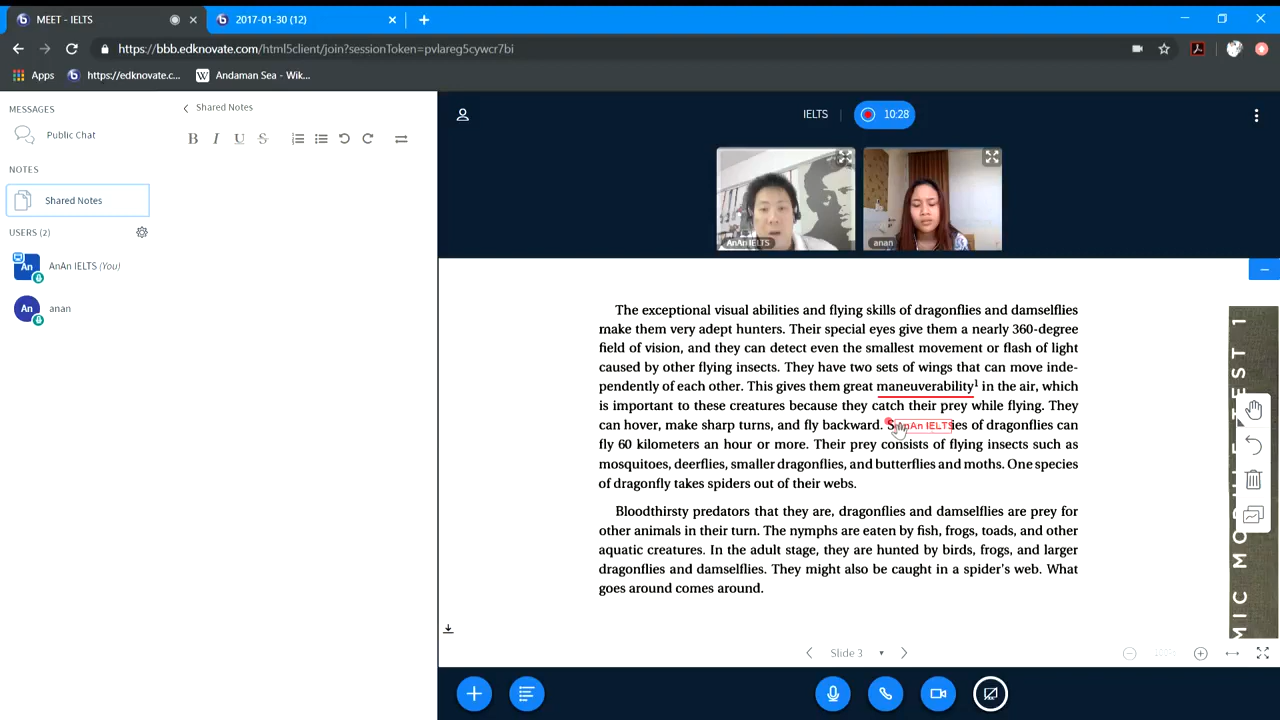 MEET - IELTS
2017-01-30 (12)
https://bbb.edknovate.com/html5client/join?sessionToken=pvlareg5cywcr7bi
Apps
https://edknovate.com/c...
Andaman Sea - Wik...
MESSAGES
Public Chat
NOTES
Shared Notes
USERS (2)
An
AnAn IELTS (You)
An
anan
Shared Notes
B I U S
IELTS
10:28
AnAn IELTS
anan
The exceptional visual abilities and flying skills of dragonflies and damselflies
make them very adept hunters. Their special eyes give them a nearly 360-degree
field of vision, and they can detect even the smallest movement or flash of light
caused by other flying insects. They have two sets of wings that can move inde-
pendently of each other. This gives them great maneuverability¹ in the air, which
is important to these creatures because they catch their prey while flying. They
can hover, make sharp turns, and fly backward. ies of dragonflies can
AnAn IELTS
fly 60 kilometers an hour or more. Their prey consists of flying insects such as
mosquitoes, deerflies, smaller dragonflies, and butterflies and moths. One species
of dragonfly takes spiders out of their webs.
Bloodthirsty predators that they are, dragonflies and damselflies are prey for
other animals in their turn. The nymphs are eaten by fish, frogs, toads, and other
aquatic creatures. In the adult stage, they are hunted by birds, frogs, and larger
dragonflies and damselflies. They might also be caught in a spider's web. What
goes around comes around.
TEST 1
Slide 3